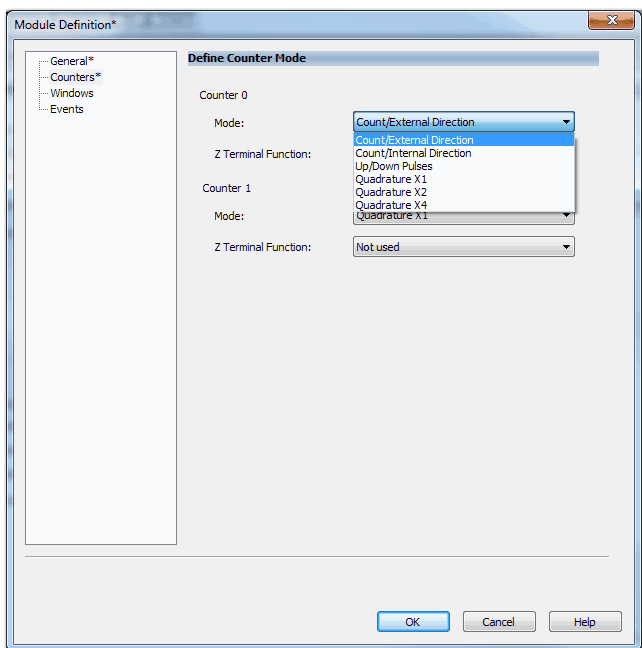 Module Definition*
General*
Counters*
Windows
Events
Define Counter Mode
Counter 0
Mode:
Count/External Direction
Count/External Direction
Count/Internal Direction
Up/Down Pulses
Quadrature X1
Quadrature X2
Quadrature X4
Z Terminal Function:
Counter 1
Mode:
Quadrature X1
Z Terminal Function:
Not used
OK
Cancel
Help